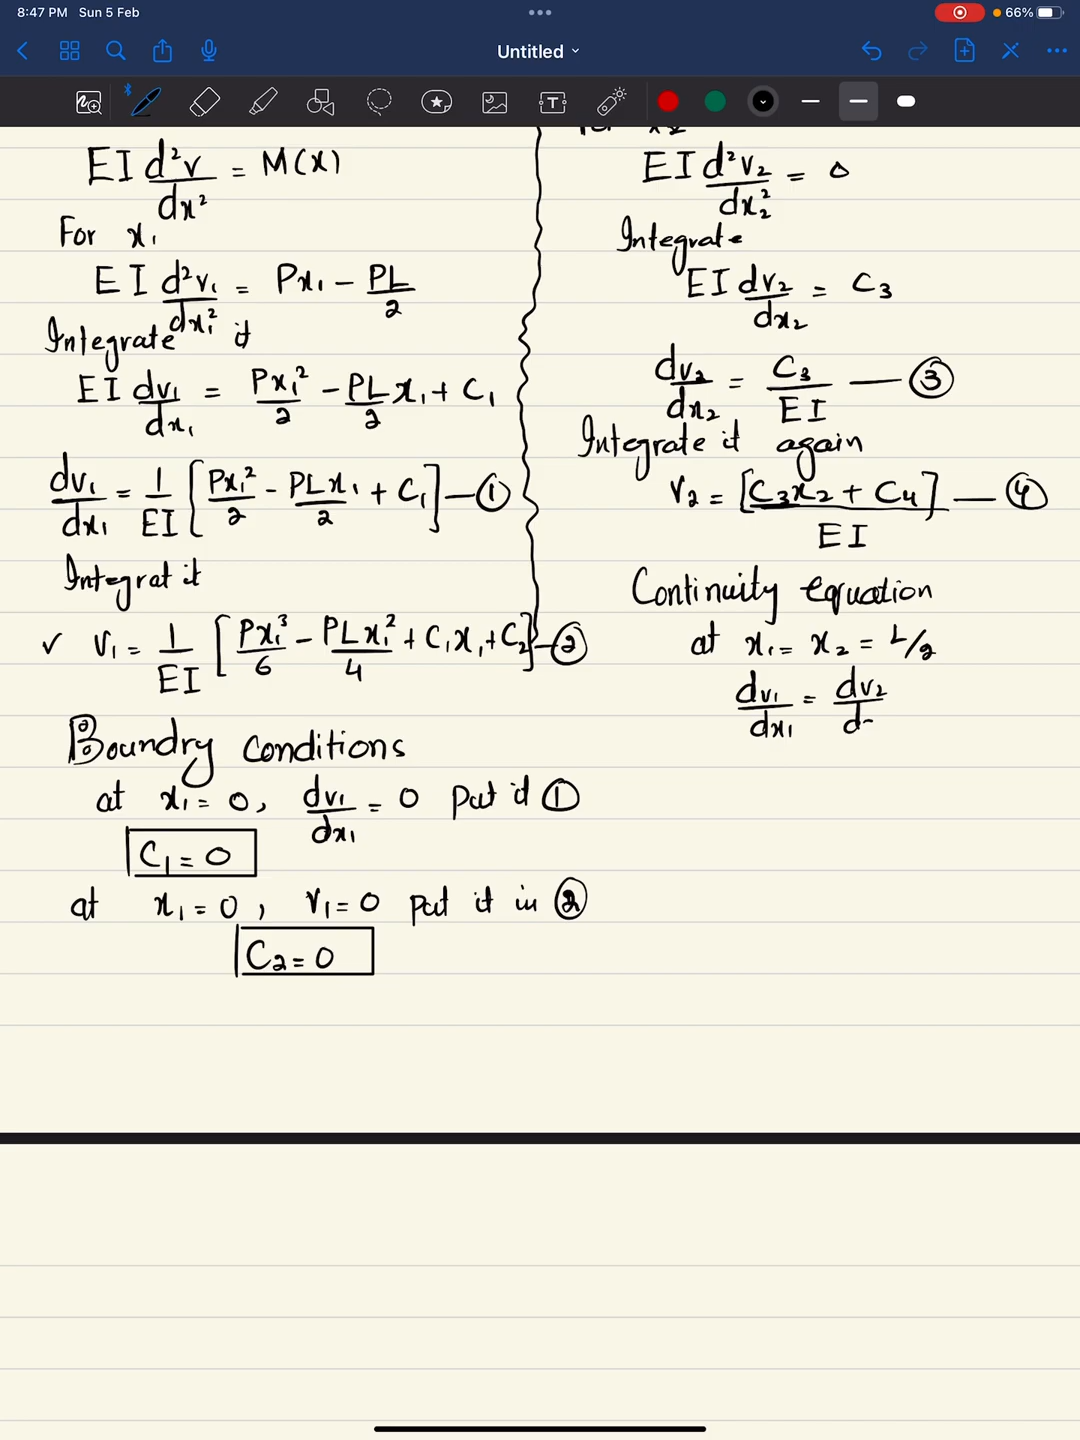 8:47 PM Sun 5 Feb
66%
Untitled
EI d²v/dx² = M(x)
For x₁
EI d²v₁/dx₁² = Px₁ - PL/2
Integrate it
EI dv₁/dx₁ = Px₁²/2 - PLx₁/2 + C₁
dv₁/dx₁ = 1/EI [Px₁²/2 - PLx₁/2 + C₁] — ①
Integrat it
✓ v₁ = 1/EI [Px₁³/6 - PLx₁²/4 + C₁x₁ + C₂] — ②
Boundry Conditions
at x₁ = 0, dv₁/dx₁ = 0 Put it ①
C₁ = 0
at x₁ = 0, v₁ = 0 put it in ②
C₂ = 0
For x₂
EI d²v₂/dx₂² = 0
Integrate
EI dv₂/dx₂ = C₃
dv₂/dx₂ = C₃/EI — ③
Integrate it again
v₂ = [C₃x₂ + C₄]/EI — ④
Continuity equation
at x₁ = x₂ = L/2
dv₁/dx₁ = dv₂/d